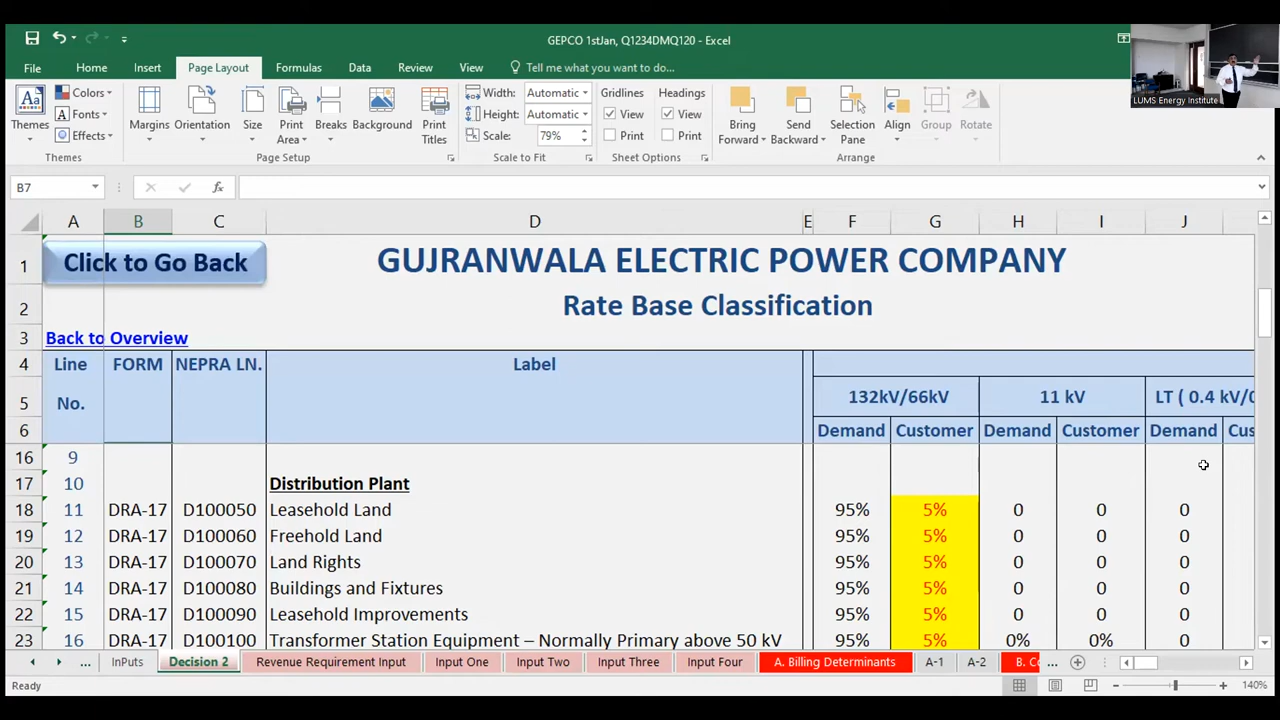 GEPCO 1stJan, Q1234DMQ120 - Excel
LUMS Energy Institute
File Home Insert Page Layout Formulas Data Review View Tell me what you want to do...
Themes
Colors
Fonts
Effects
Themes
Margins Orientation Size Print Area Breaks Background Print Titles
Page Setup
Width: Automatic
Height: Automatic
Scale: 79%
Scale to Fit
Gridlines Headings
View View
Print Print
Sheet Options
Bring Forward Send Backward Selection Pane Align Group Rotate
Arrange
B7 fx
A B C D E F G H I J
1 Click to Go Back GUJRANWALA ELECTRIC POWER COMPANY
2 Rate Base Classification
3 Back to Overview
4 Line FORM NEPRA LN. Label
5 No. 132kV/66kV 11 kV LT ( 0.4 kV/0
6 Demand Customer Demand Customer Demand Cus
16 9
17 10 Distribution Plant
18 11 DRA-17 D100050 Leasehold Land 95% 5% 0 0 0
19 12 DRA-17 D100060 Freehold Land 95% 5% 0 0 0
20 13 DRA-17 D100070 Land Rights 95% 5% 0 0 0
21 14 DRA-17 D100080 Buildings and Fixtures 95% 5% 0 0 0
22 15 DRA-17 D100090 Leasehold Improvements 95% 5% 0 0 0
23 16 DRA-17 D100100 Transformer Station Equipment – Normally Primary above 50 kV 95% 5% 0% 0% 0
... InPuts Decision 2 Revenue Requirement Input Input One Input Two Input Three Input Four A. Billing Determinants A-1 A-2 B. Co ...
Ready 140%